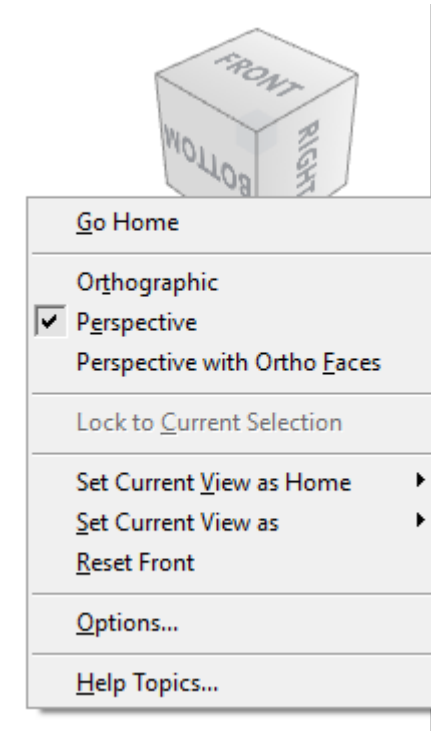 FRONT
BOTTOM
RIGHT
Go Home
Orthographic
Perspective
Perspective with Ortho Faces
Lock to Current Selection
Set Current View as Home
Set Current View as
Reset Front
Options...
Help Topics...